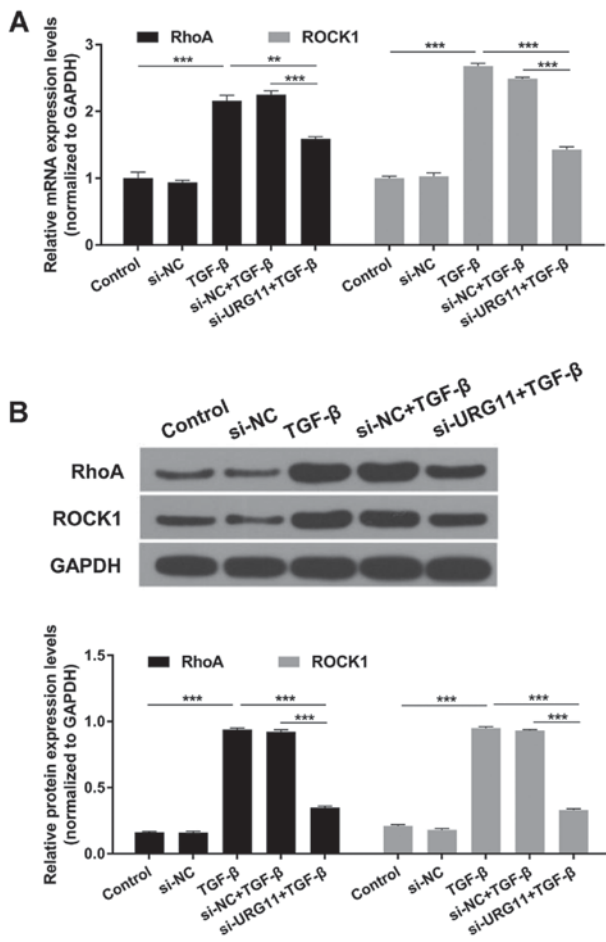 A
RhoA
ROCK1
Relative mRNA expression levels
(normalized to GAPDH)
3
2
1
0
***
**
***
***
***
***
Control
si-NC
TGF-β
si-NC+TGF-β
si-URG11+TGF-β
Control
si-NC
TGF-β
si-NC+TGF-β
si-URG11+TGF-β
B
Control
si-NC
TGF-β
si-NC+TGF-β
si-URG11+TGF-β
RhoA
ROCK1
GAPDH
RhoA
ROCK1
Relative protein expression levels
(normalized to GAPDH)
1.5
1.0
0.5
0.0
***
***
***
***
***
***
Control
si-NC
TGF-β
si-NC+TGF-β
si-URG11+TGF-β
Control
si-NC
TGF-β
si-NC+TGF-β
si-URG11+TGF-β